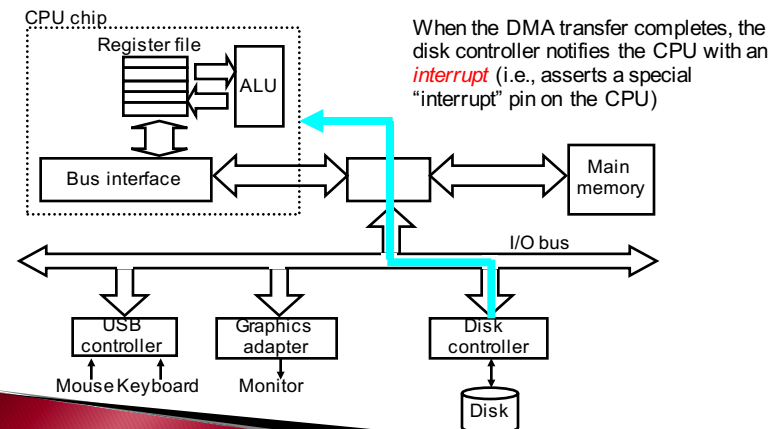 CPU chip
Register file
ALU
When the DMA transfer completes, the
disk controller notifies the CPU with an
interrupt (i.e., asserts a special
“interrupt” pin on the CPU)
Bus interface
Main
memory
I/O bus
USB
controller
Graphics
adapter
Disk
controller
Mouse Keyboard
Monitor
Disk